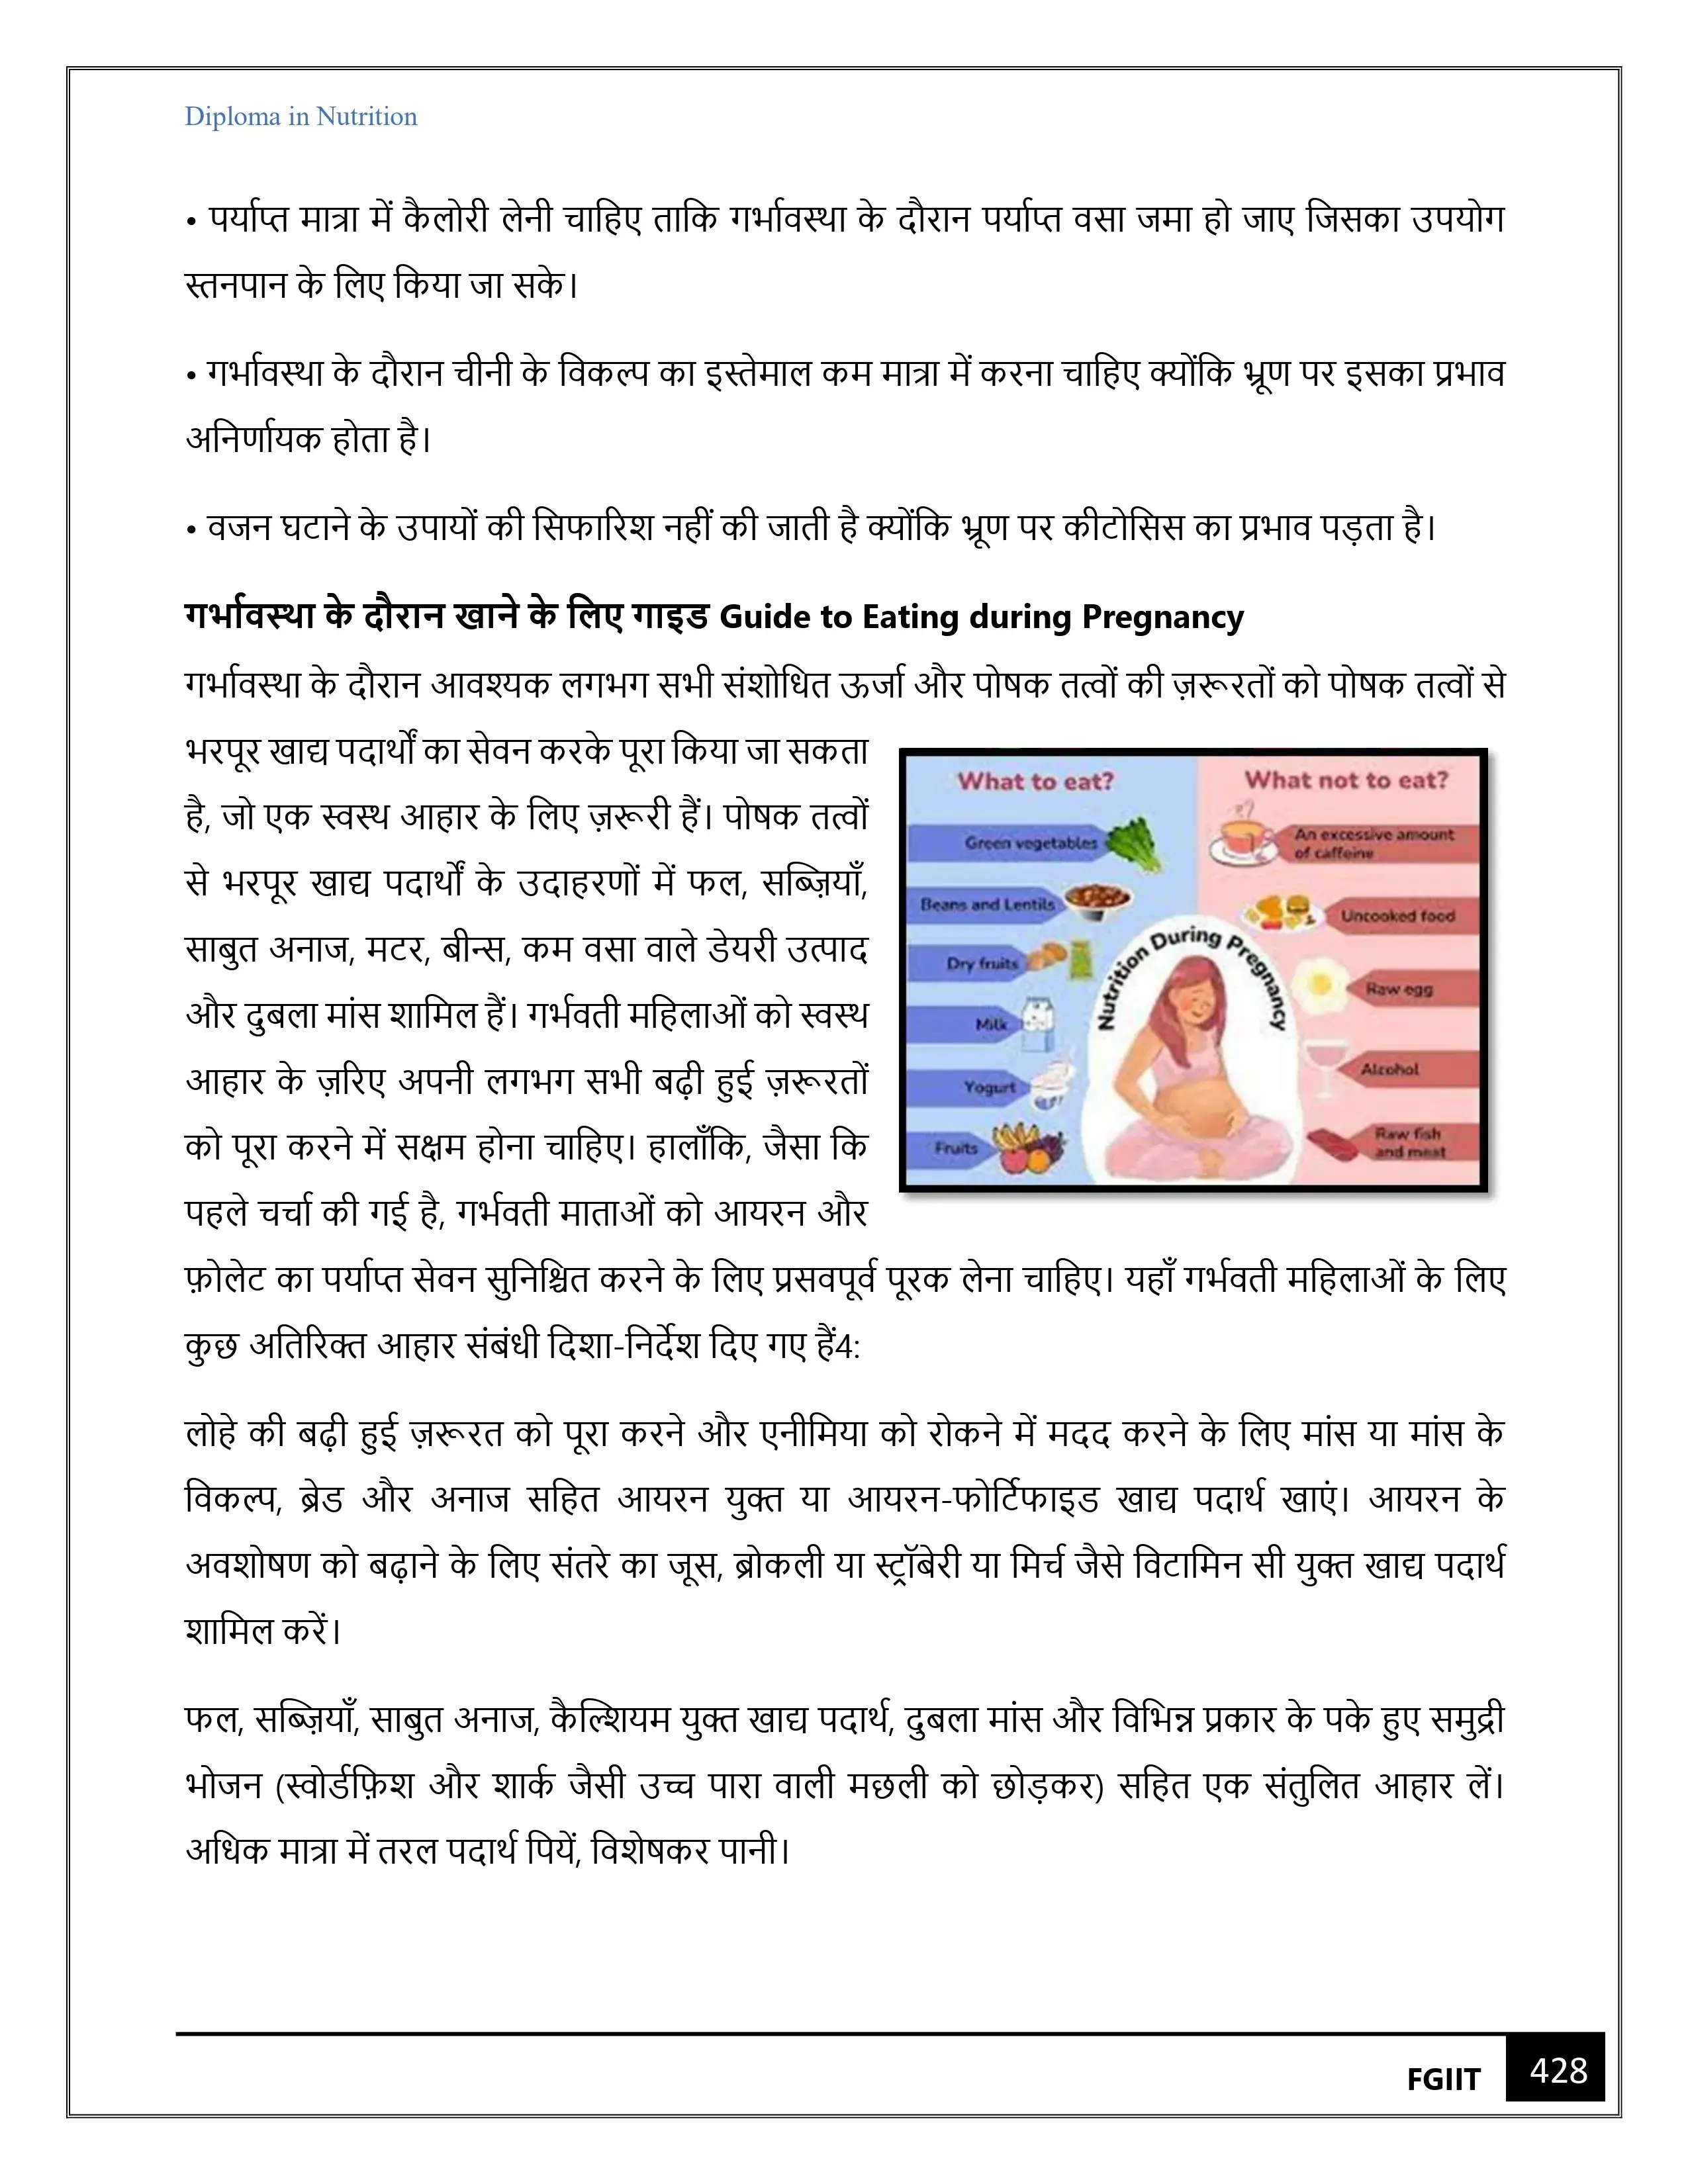 Diploma in Nutrition
• पर्याप्त मात्रा में कैलोरी लेनी चाहिए ताकि गर्भावस्था के दौरान पर्याप्त वसा जमा हो जाए जिसका उपयोग
स्तनपान के लिए किया जा सके।
• गर्भावस्था के दौरान चीनी के विकल्प का इस्तेमाल कम मात्रा में करना चाहिए क्योंकि भ्रूण पर इसका प्रभाव
अनिर्णायक होता है।
• वजन घटाने के उपायों की सिफारिश नहीं की जाती है क्योंकि भ्रूण पर कीटोसिस का प्रभाव पड़ता है।
गर्भावस्था के दौरान खाने के लिए गाइड Guide to Eating during Pregnancy
गर्भावस्था के दौरान आवश्यक लगभग सभी संशोधित ऊर्जा और पोषक तत्वों की ज़रूरतों को पोषक तत्वों से
भरपूर खाद्य पदार्थों का सेवन करके पूरा किया जा सकता
है, जो एक स्वस्थ आहार के लिए ज़रूरी हैं। पोषक तत्वों
से भरपूर खाद्य पदार्थों के उदाहरणों में फल, सब्ज़ियाँ,
साबुत अनाज, मटर, बीन्स, कम वसा वाले डेयरी उत्पाद
और दुबला मांस शामिल हैं। गर्भवती महिलाओं को स्वस्थ
आहार के ज़रिए अपनी लगभग सभी बढ़ी हुई ज़रूरतों
को पूरा करने में सक्षम होना चाहिए। हालाँकि, जैसा कि
पहले चर्चा की गई है, गर्भवती माताओं को आयरन और
फ़ोलेट का पर्याप्त सेवन सुनिश्चित करने के लिए प्रसवपूर्व पूरक लेना चाहिए। यहाँ गर्भवती महिलाओं के लिए
कुछ अतिरिक्त आहार संबंधी दिशा-निर्देश दिए गए हैं4:
What to eat?
Green vegetables
Beans and Lentils
Dry fruits
Milk
Yogurt
Fruits
Nutrition During Pregnancy
What not to eat?
An excessive amount
of caffeine
Uncooked food
Raw egg
Alcohol
Raw fish
and meat
लोहे की बढ़ी हुई ज़रूरत को पूरा करने और एनीमिया को रोकने में मदद करने के लिए मांस या मांस के
विकल्प, ब्रेड और अनाज सहित आयरन युक्त या आयरन-फोर्टिफाइड खाद्य पदार्थ खाएं। आयरन के
अवशोषण को बढ़ाने के लिए संतरे का जूस, ब्रोकली या स्ट्रॉबेरी या मिर्च जैसे विटामिन सी युक्त खाद्य पदार्थ
शामिल करें।
फल, सब्ज़ियाँ, साबुत अनाज, कैल्शियम युक्त खाद्य पदार्थ, दुबला मांस और विभिन्न प्रकार के पके हुए समुद्री
भोजन (स्वोर्डफ़िश और शार्क जैसी उच्च पारा वाली मछली को छोड़कर) सहित एक संतुलित आहार लें।
अधिक मात्रा में तरल पदार्थ पियें, विशेषकर पानी।
FGIIT
428